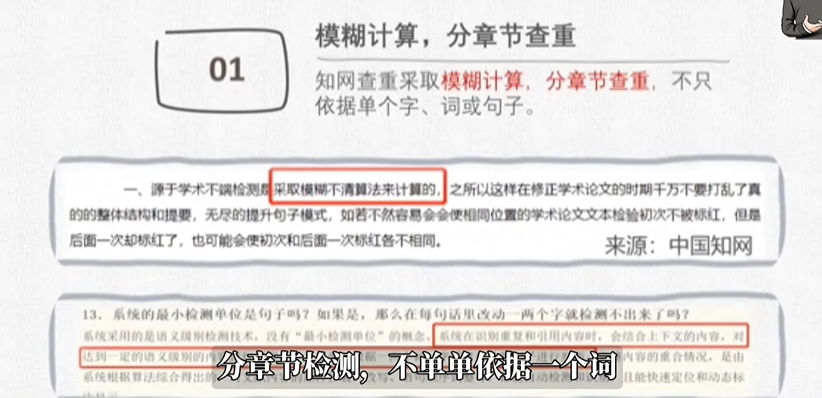 01
模糊计算，分章节查重
知网查重采取模糊计算，分章节查重，不只
依据单个字、词或句子。
一、源于学术不端检测是采取模糊不清算法来计算的，之所以这样在修正学术论文的时期千万不要打乱了真
的的整体结构和提要，无尽的提升句子模式，如若不然容易会会使相同位置的学术论文文本检验初次不被标红，但是
后面一次却标红了，也可能会使初次和后面一次标红各不相同。
来源：中国知网
13．系统的最小检测单位是句子吗？如果是，那么在每句话里改动一两个字就检测不出来了吗？
系统采用的是语义级别检测技术，没有“最小检测单位”的概念。系统在识别重复和引用内容时，会结合上下文的内容，对
达到一定的语义级别的内 内容的重合情况，是由
系统根据算法综合得出的 且能快速定位和动态标
分章节检测，不单单依据一个词